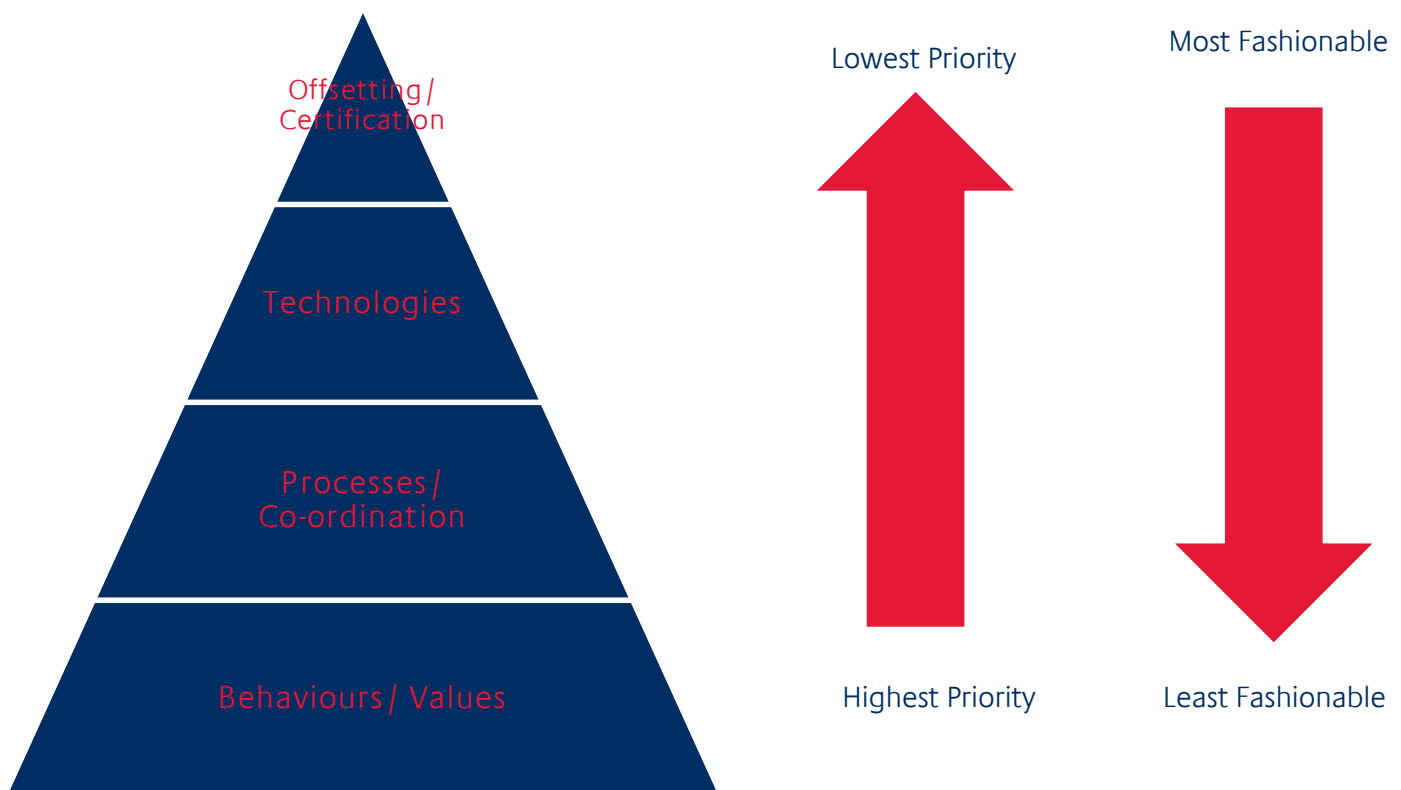 Offsetting/
Certification
Technologies
Processes/
Co-ordination
Behaviours/ Values
Lowest Priority
Highest Priority
Most Fashionable
Least Fashionable